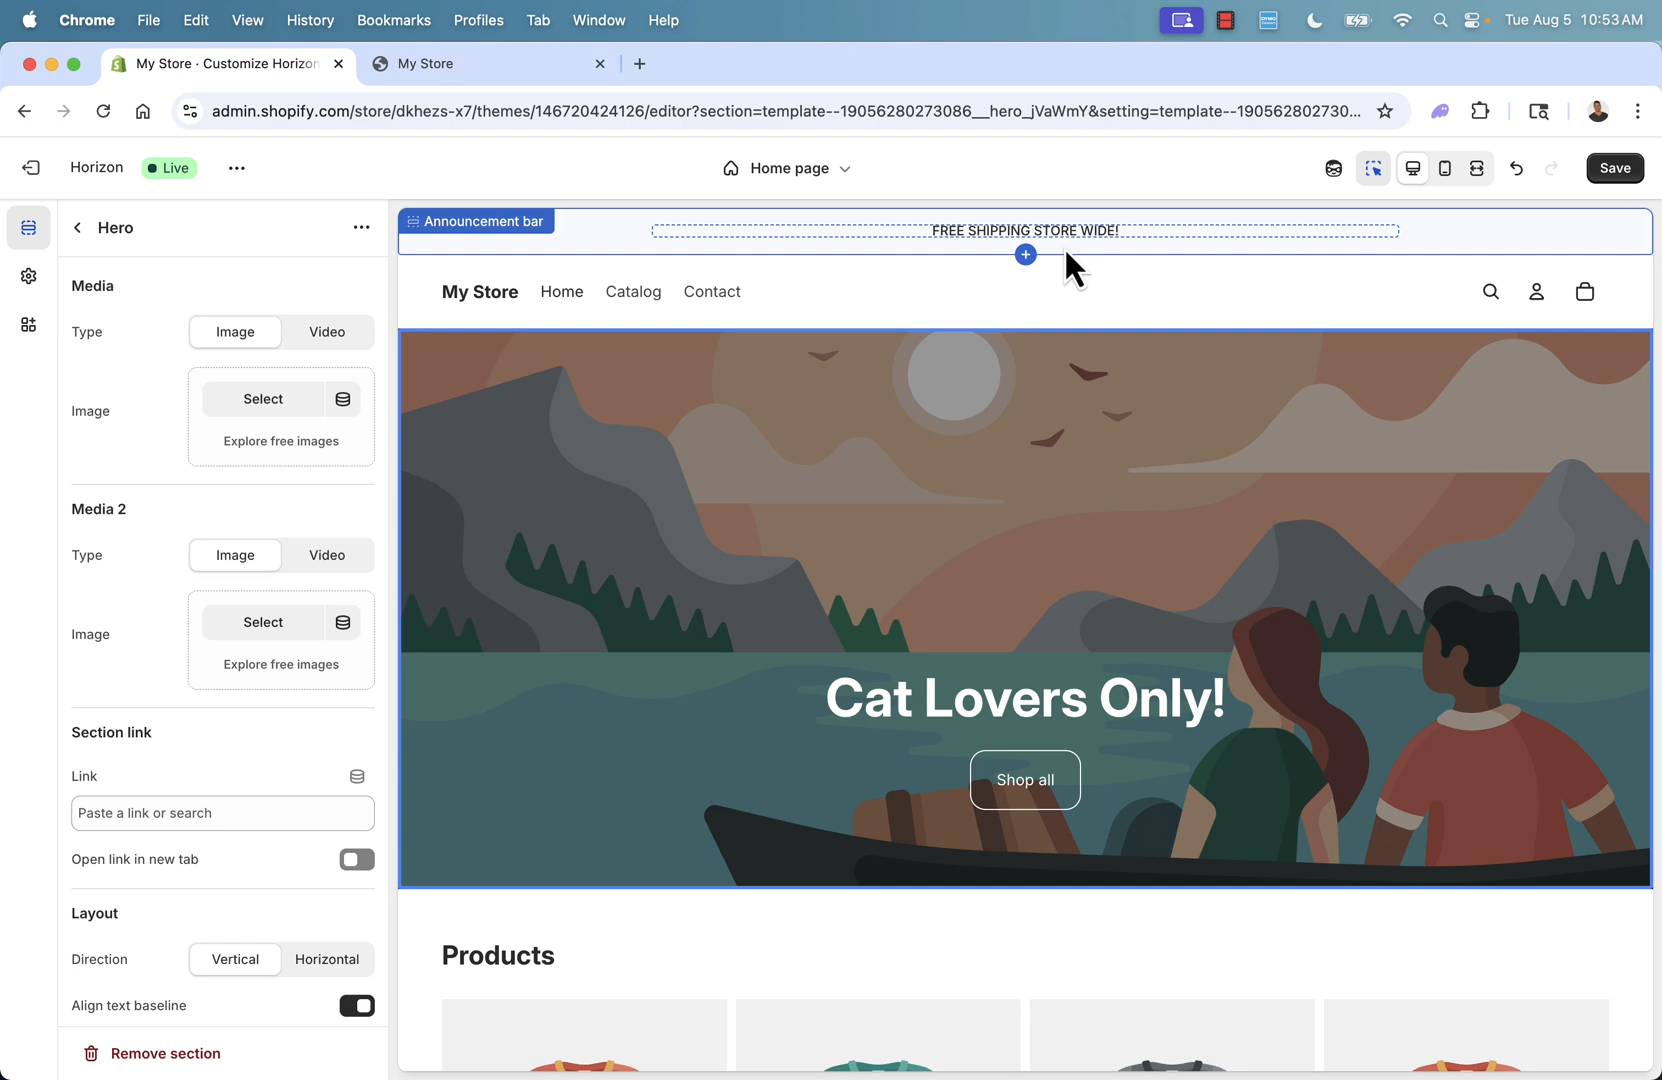 Chrome File Edit View History Bookmarks Profiles Tab Window Help Tue Aug 5 10:53 AM
My Store · Customize Horizon My Store
admin.shopify.com/store/dkhezs-x7/themes/146720424126/editor?section=template--19056280273086__hero_jVaWmY&setting=template--190562802730...
Horizon Live Home page Save
Hero
Media
Type Image Video
Image Select
Explore free images
Media 2
Type Image Video
Image Select
Explore free images
Section link
Link
Paste a link or search
Open link in new tab
Layout
Direction Vertical Horizontal
Align text baseline
Remove section
Announcement bar
FREE SHIPPING STORE WIDE!
My Store Home Catalog Contact
Cat Lovers Only!
Shop all
Products